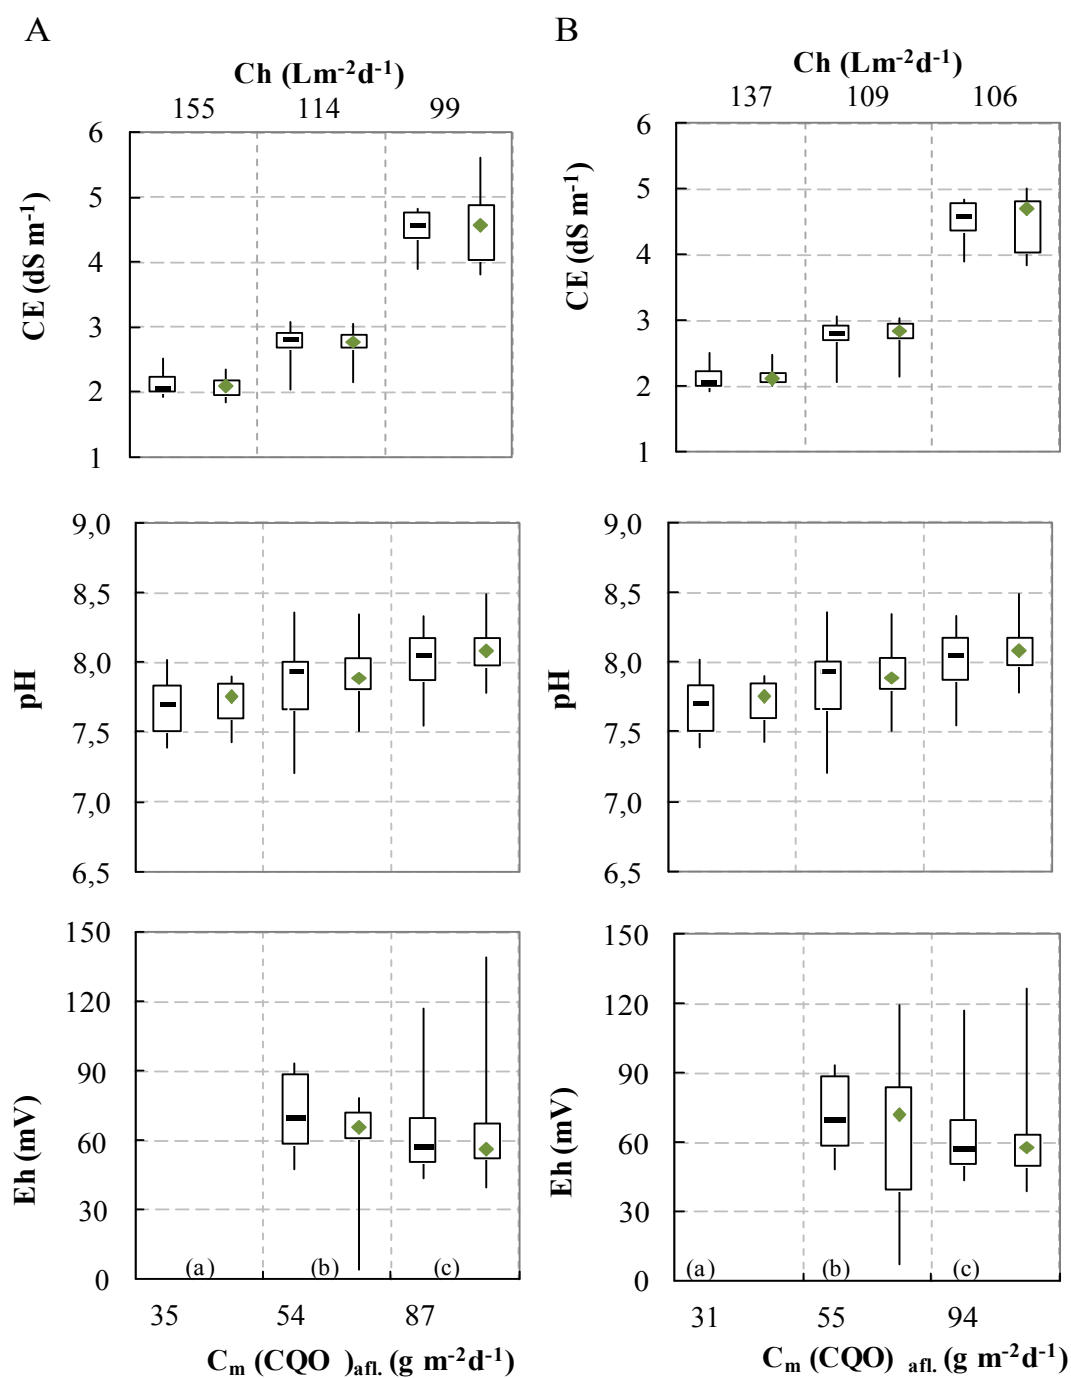 A
Ch (Lm⁻²d⁻¹)
155 114 99
CE (dS m⁻¹)
6
5
4
3
2
1
pH
9,0
8,5
8,0
7,5
7,0
6,5
Eh (mV)
150
120
90
60
30
0
(a) (b) (c)
35 54 87
Cm (CQO )afl. (g m⁻²d⁻¹)
B
Ch (Lm⁻²d⁻¹)
137 109 106
CE (dS m⁻¹)
6
5
4
3
2
1
pH
9,0
8,5
8,0
7,5
7,0
6,5
Eh (mV)
150
120
90
60
30
0
(a) (b) (c)
31 55 94
Cm (CQO) afl. (g m⁻²d⁻¹)